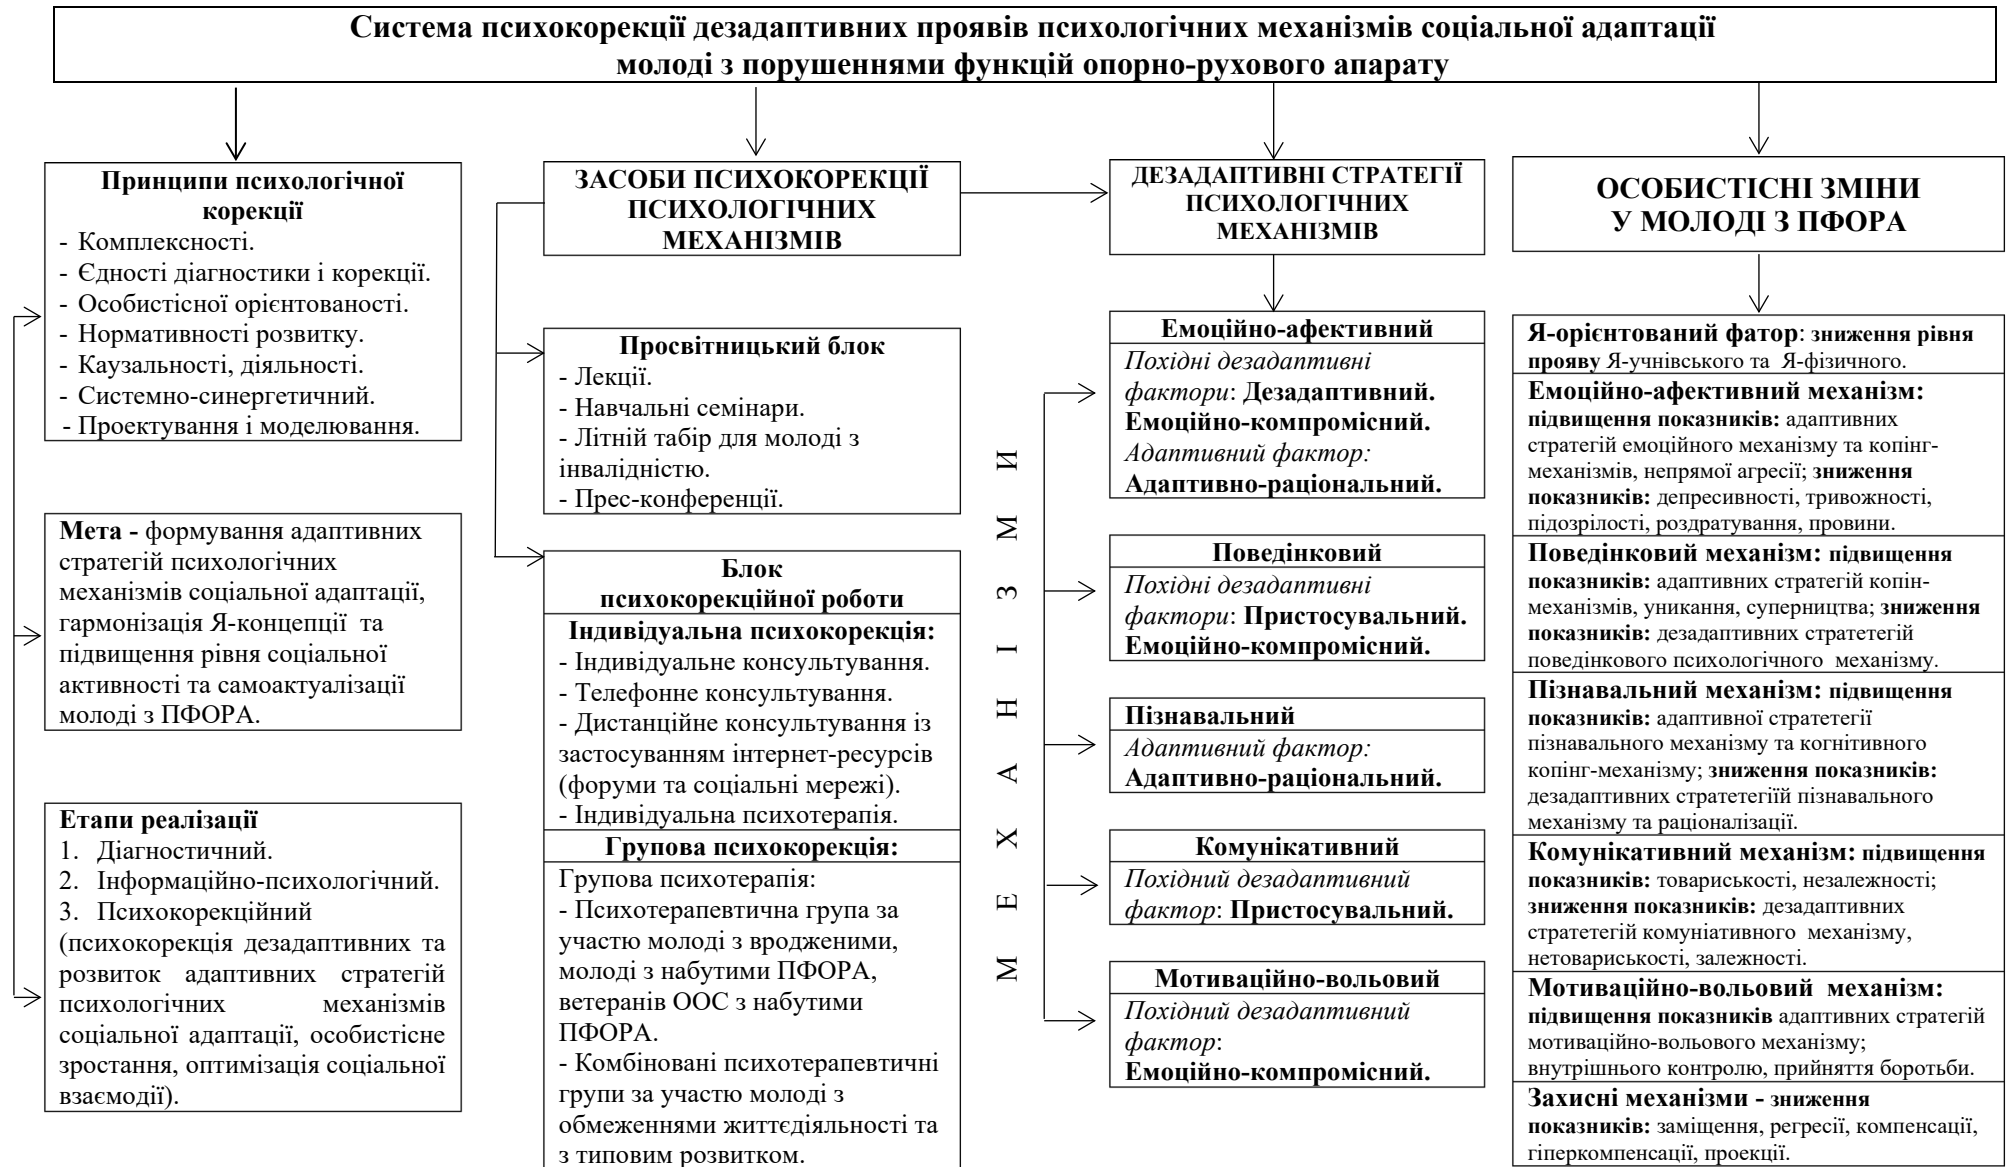 Система психокорекції дезадаптивних проявів психологічних механізмів соціальної адаптації
молоді з порушеннями функцій опорно-рухового апарату
Принципи психологічної
корекції
- Комплексності.
- Єдності діагностики і корекції.
- Особистісної орієнтованості.
- Нормативності розвитку.
- Каузальності, діяльності.
- Системно-синергетичний.
- Проектування і моделювання.
Мета - формування адаптивних
стратегій психологічних
механізмів соціальної адаптації,
гармонізація Я-концепції та
підвищення рівня соціальної
активності та самоактуалізації
молоді з ПФОРА.
Етапи реалізації
1. Діагностичний.
2. Інформаційно-психологічний.
3. Психокорекційний
(психокорекція дезадаптивних та
розвиток адаптивних стратегій
психологічних механізмів
соціальної адаптації, особистісне
зростання, оптимізація соціальної
взаємодії).
ЗАСОБИ ПСИХОКОРЕКЦІЇ
ПСИХОЛОГІЧНИХ
МЕХАНІЗМІВ
Просвітницький блок
- Лекції.
- Навчальні семінари.
- Літній табір для молоді з
інвалідністю.
- Прес-конференції.
Блок
психокорекційної роботи
Індивідуальна психокорекція:
- Індивідуальне консультування.
- Телефонне консультування.
- Дистанційне консультування із
застосуванням інтернет-ресурсів
(форуми та соціальні мережі).
- Індивідуальна психотерапія.
Групова психокорекція:
Групова психотерапія:
- Психотерапевтична група за
участю молоді з вродженими,
молоді з набутими ПФОРА,
ветеранів ООС з набутими
ПФОРА.
- Комбіновані психотерапевтичні
групи за участю молоді з
обмеженнями життєдіяльності та
з типовим розвитком.
М Е Х А Н І З М И
ДЕЗАДАПТИВНІ СТРАТЕГІЇ
ПСИХОЛОГІЧНИХ
МЕХАНІЗМІВ
Емоційно-афективний
Похідні дезадаптивні
фактори: Дезадаптивний.
Емоційно-компромісний.
Адаптивний фактор:
Адаптивно-раціональний.
Поведінковий
Похідні дезадаптивні
фактори: Пристосувальний.
Емоційно-компромісний.
Пізнавальний
Адаптивний фактор:
Адаптивно-раціональний.
Комунікативний
Похідний дезадаптивний
фактор: Пристосувальний.
Мотиваційно-вольовий
Похідний дезадаптивний
фактор:
Емоційно-компромісний.
ОСОБИСТІСНІ ЗМІНИ
У МОЛОДІ З ПФОРА
Я-орієнтований фатор: зниження рівня
прояву Я-учнівського та Я-фізичного.
Емоційно-афективний механізм:
підвищення показників: адаптивних
стратегій емоційного механізму та копінг-
механізмів, непрямої агресії; зниження
показників: депресивності, тривожності,
підозрілості, роздратування, провини.
Поведінковий механізм: підвищення
показників: адаптивних стратегій копін-
механізмів, уникання, суперництва; зниження
показників: дезадаптивних стратетегій
поведінкового психологічного механізму.
Пізнавальний механізм: підвищення
показників: адаптивної стратетегії
пізнавального механізму та когнітивного
копінг-механізму; зниження показників:
дезадаптивних стратетегіїй пізнавального
механізму та раціоналізації.
Комунікативний механізм: підвищення
показників: товариськості, незалежності;
зниження показників: дезадаптивних
стратетегій комуніативного механізму,
нетовариськості, залежності.
Мотиваційно-вольовий механізм:
підвищення показників адаптивних стратегій
мотиваційно-вольового механізму;
внутрішнього контролю, прийняття боротьби.
Захисні механізми - зниження
показників: заміщення, регресії, компенсації,
гіперкомпенсації, проекції.